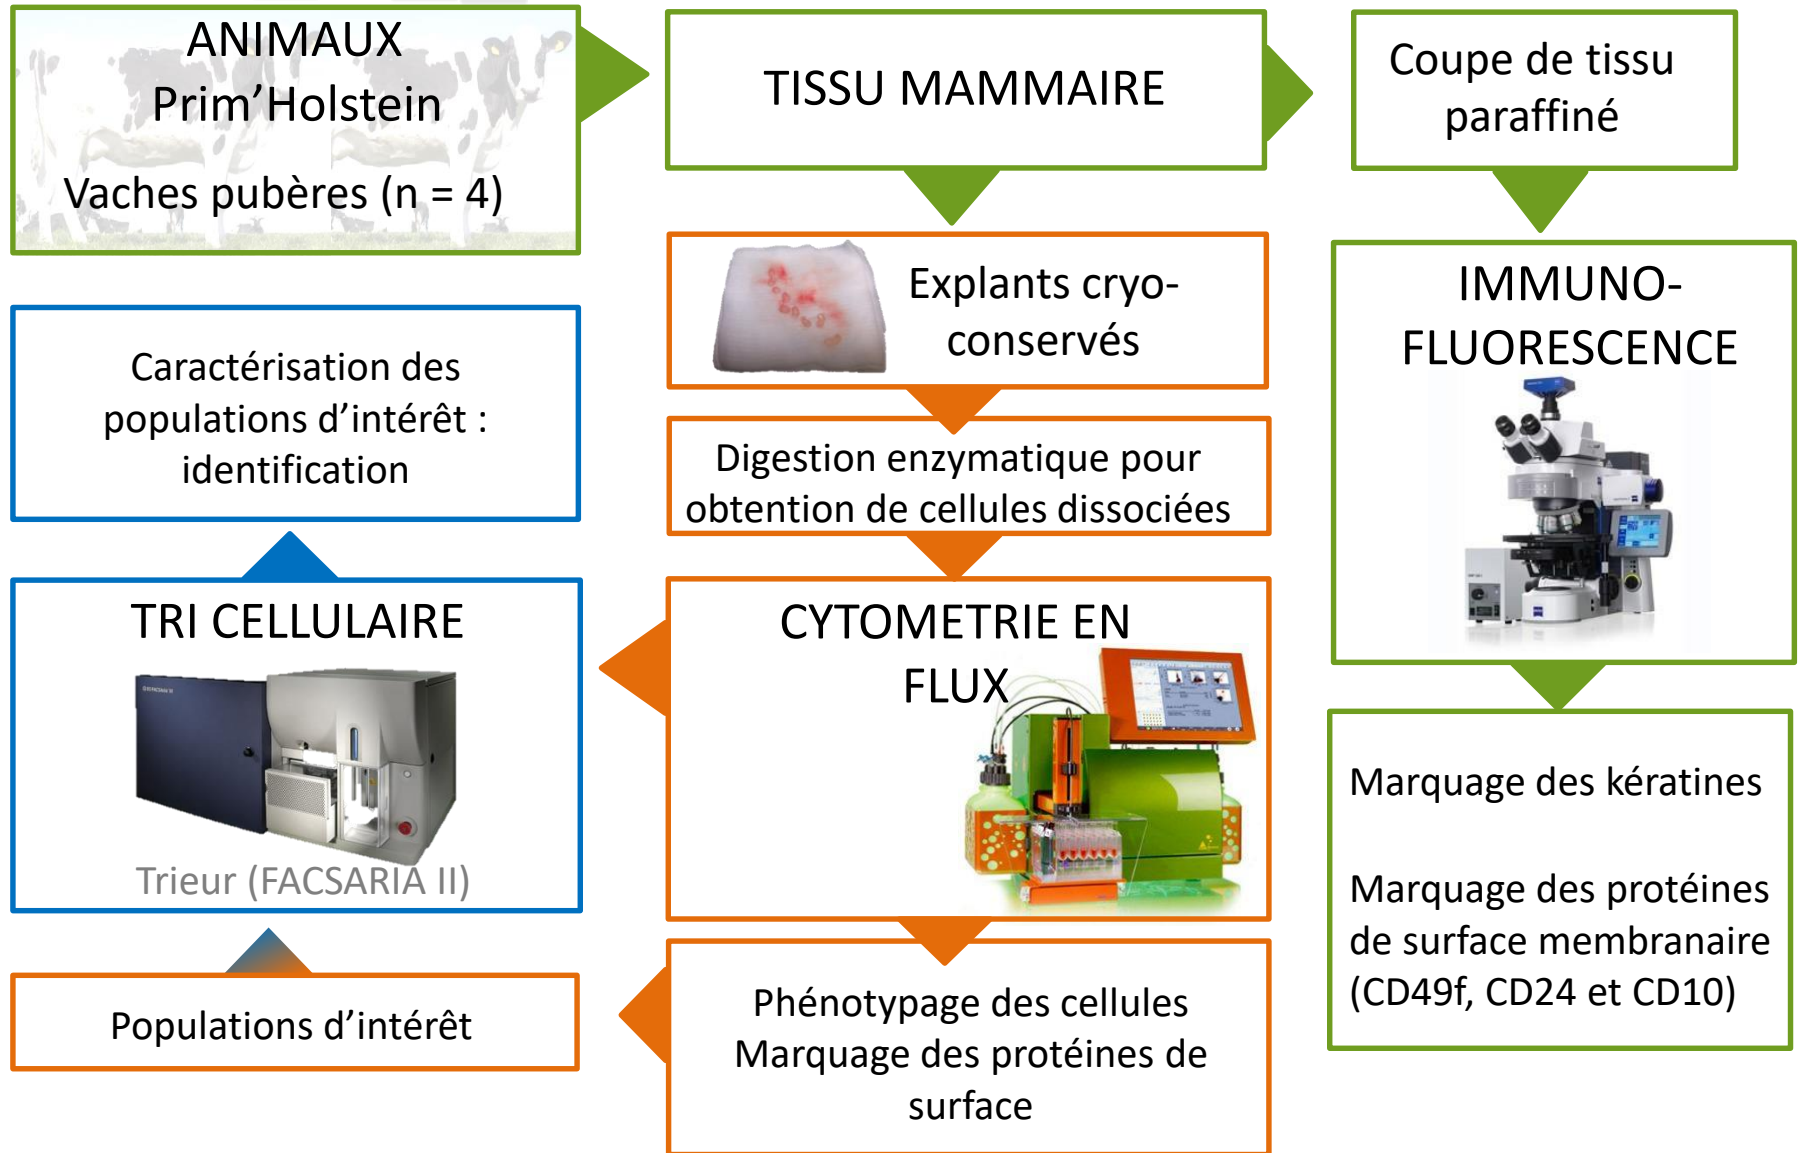 ANIMAUX
Prim’Holstein
Vaches pubères (n = 4)
TISSU MAMMAIRE
Coupe de tissu
paraffiné
Explants cryo-
conservés
IMMUNO-
FLUORESCENCE
Caractérisation des
populations d’intérêt :
identification
Digestion enzymatique pour
obtention de cellules dissociées
TRI CELLULAIRE
Trieur (FACSARIA II)
CYTOMETRIE EN
FLUX
Marquage des kératines
Marquage des protéines
de surface membranaire
(CD49f, CD24 et CD10)
Populations d’intérêt
Phénotypage des cellules
Marquage des protéines de
surface